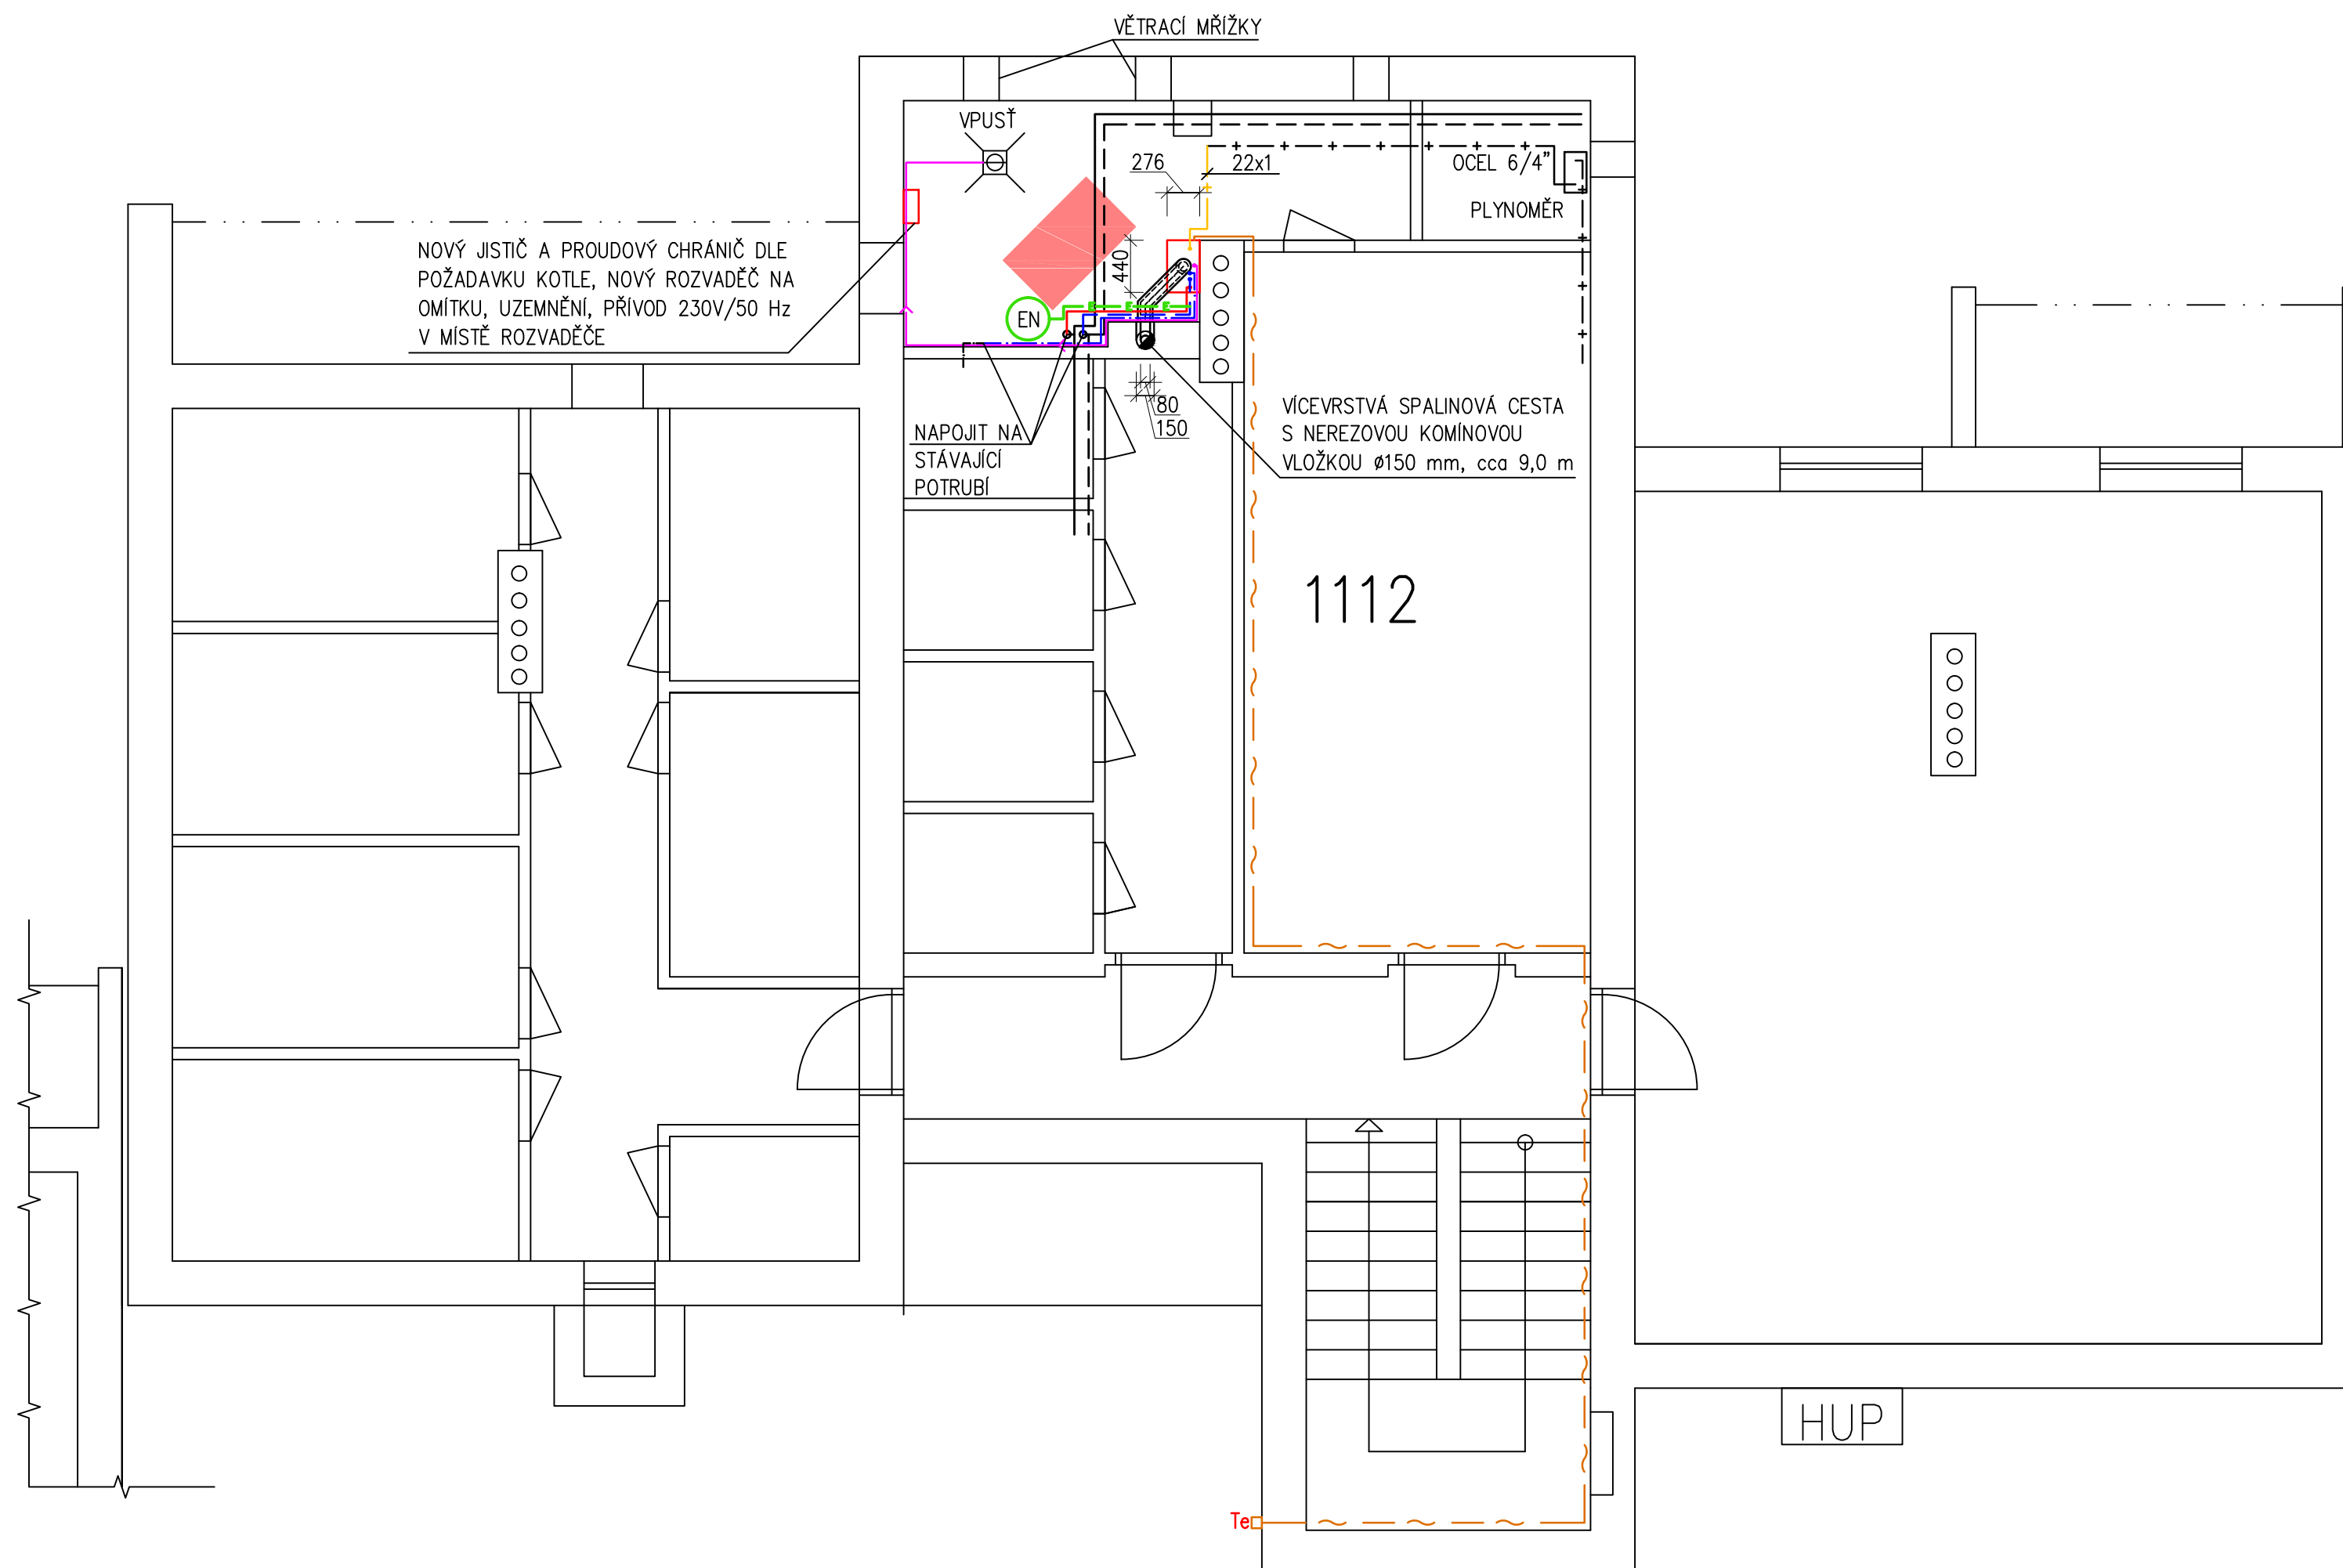 VĚTRACÍ MŘÍŽKY
VPUSŤ
276
22x1
OCEL 6/4"
PLYNOMĚR
NOVÝ JISTIČ A PROUDOVÝ CHRÁNIČ DLE
POŽADAVKU KOTLE, NOVÝ ROZVADĚČ NA
OMÍTKU, UZEMNĚNÍ, PŘÍVOD 230V/50 Hz
V MÍSTĚ ROZVADĚČE
440
EN
E E E
80
150
NAPOJIT NA
STÁVAJÍCÍ
POTRUBÍ
VÍCEVRSTVÁ SPALINOVÁ CESTA
S NEREZOVOU KOMÍNOVOU
VLOŽKOU ø150 mm, cca 9,0 m
1112
HUP
Te